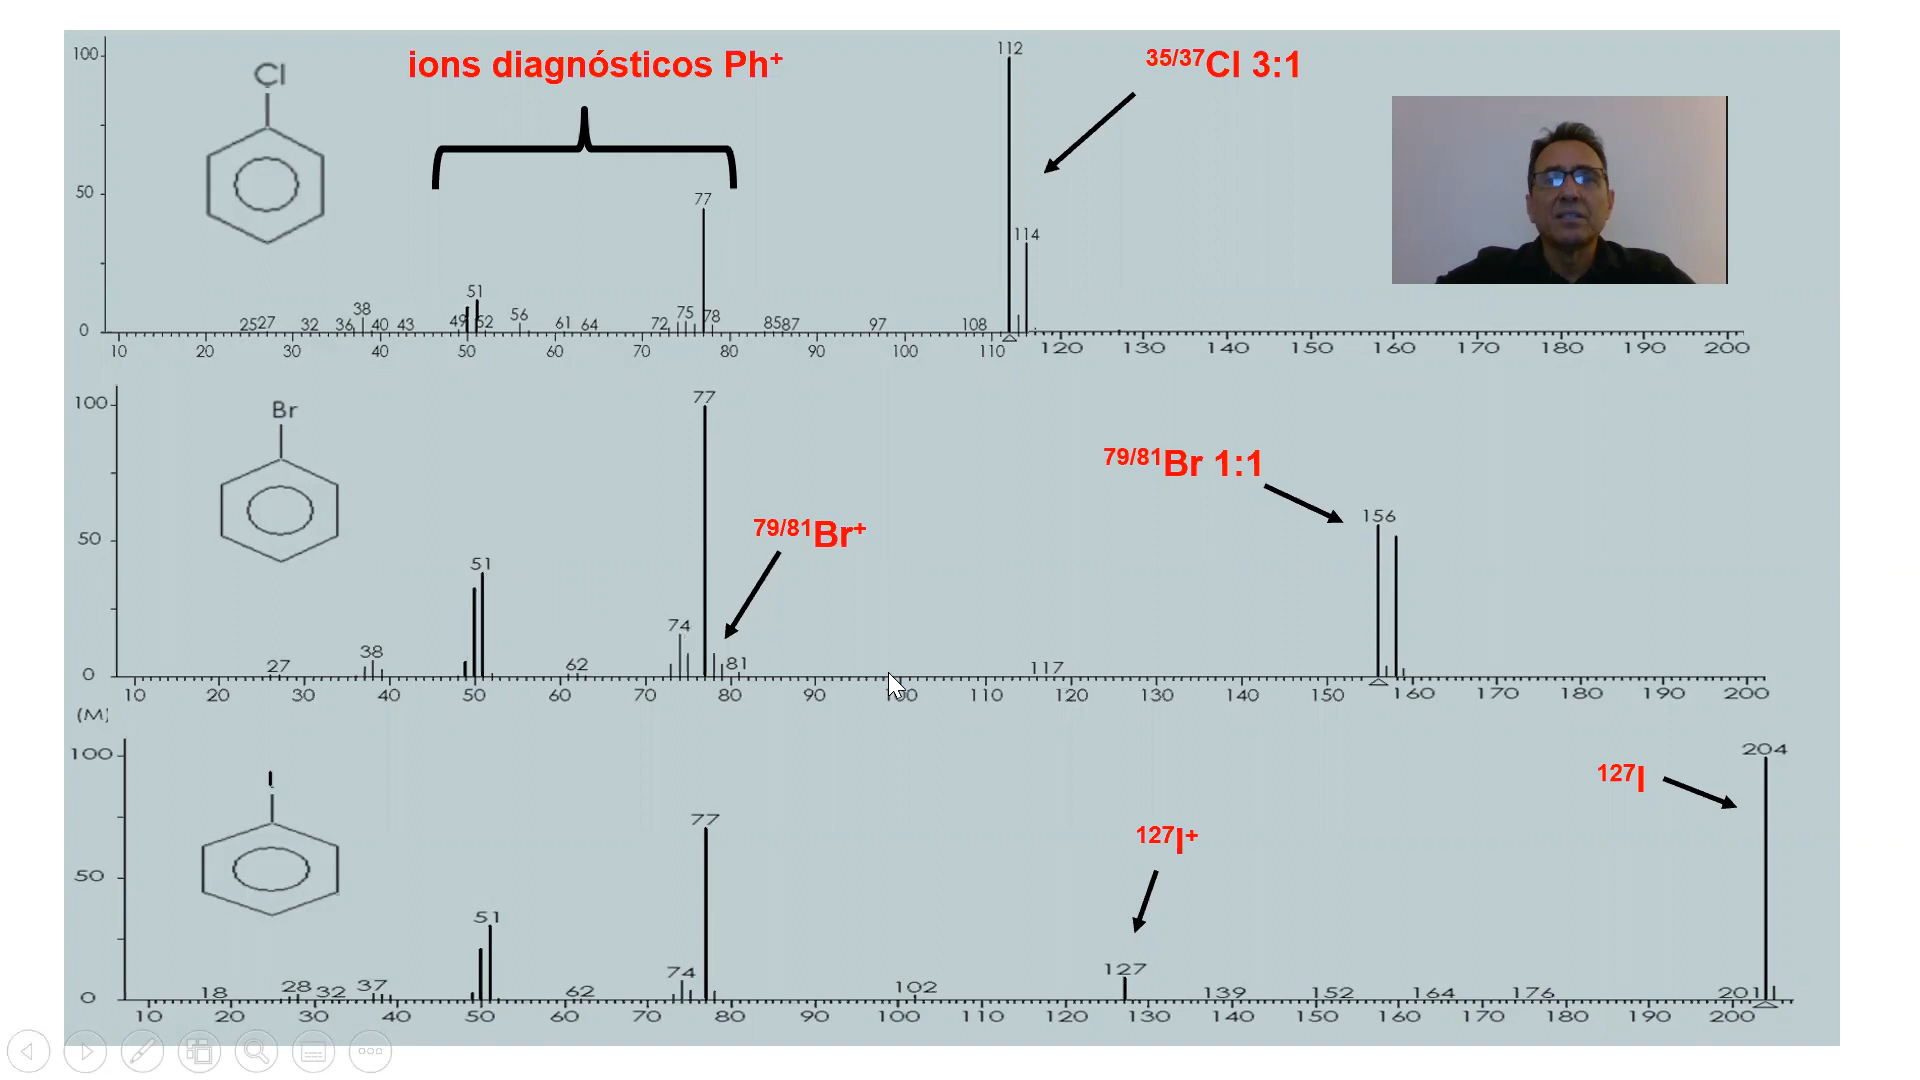 ions diagnósticos Ph+
35/37Cl 3:1
Cl
100
50
0
112
114
77
51
38
25 27 32 36 40 43 49 52 56 61 64 72 75 78 85 87 97 108
10 20 30 40 50 60 70 80 90 100 110 120 130 140 150 160 170 180 190 200
Br
100
50
0
77
79/81Br 1:1
156
79/81Br+
51
74
27 38 62 81 117
10 20 30 40 50 60 70 80 90 100 110 120 130 140 150 160 170 180 190 200
(M)
I
100
50
0
204
127I
77
127I+
51
74
127
18 28 32 37 62 102 139 152 164 176 201
10 20 30 40 50 60 70 80 90 100 110 120 130 140 150 160 170 180 190 200